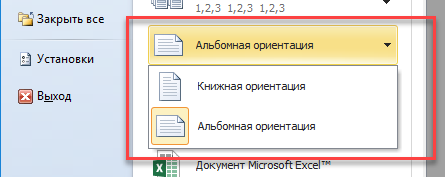 1,2,3 1,2,3 1,2,3
Закрыть все
Альбомная ориентация
Установки
Книжная ориентация
Выход
Альбомная ориентация
Документ Microsoft Excel™